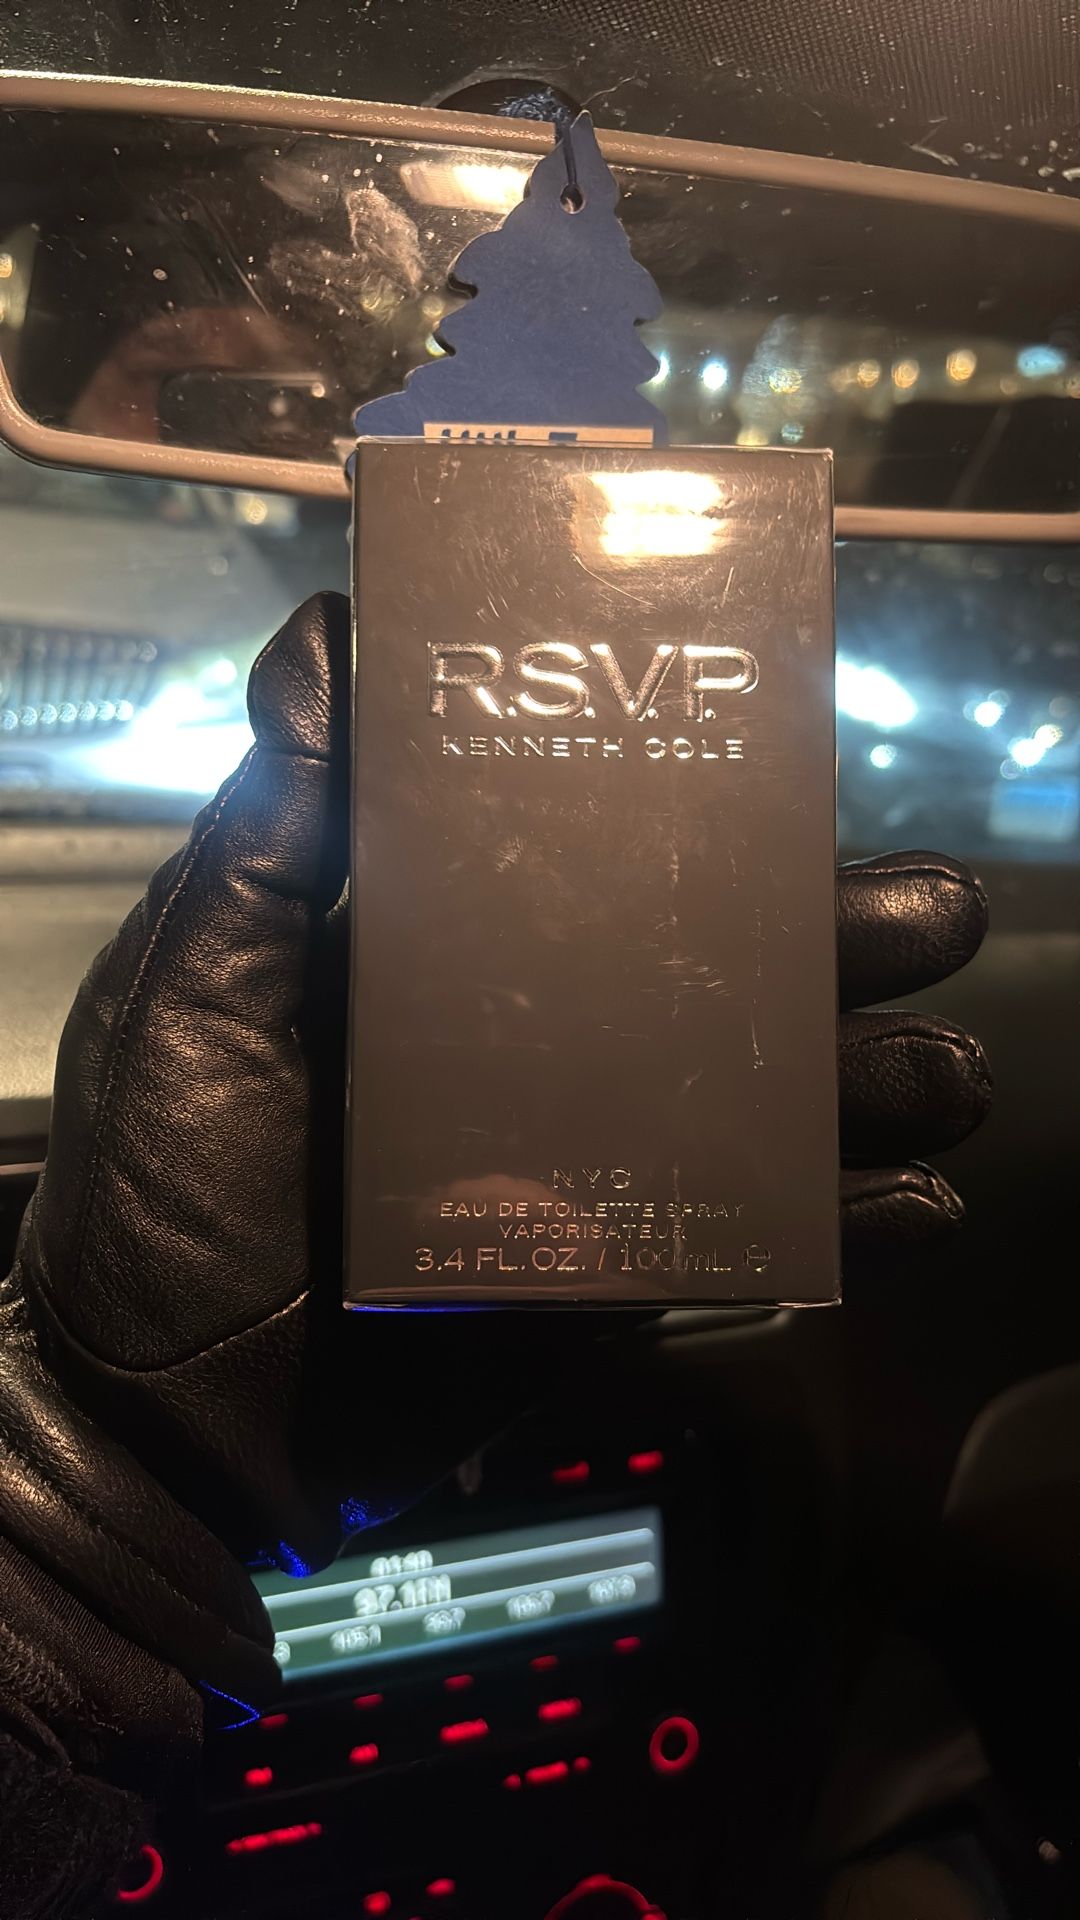 R.S.V.P.
KENNETH COLE
NYC
EAU DE TOILETTE SPRAY
VAPORISATEUR
3.4 FL. OZ. / 100 mL ℮